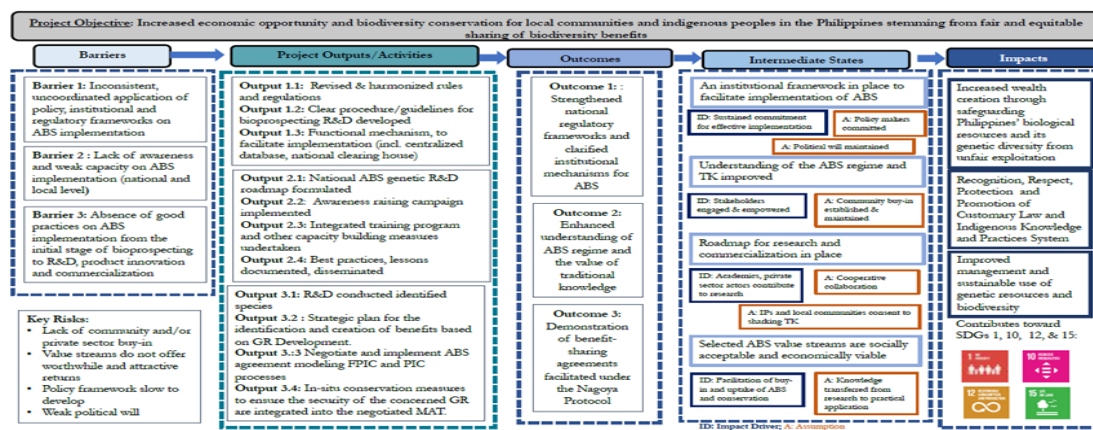 Project Objective: Increased economic opportunity and biodiversity conservation for local communities and indigenous peoples in the Philippines stemming from fair and equitable
sharing of biodiversity benefits
Barriers
Barrier 1: Inconsistent,
uncoordinated application of
policy, institutional and
regulatory frameworks on
ABS implementation
Barrier 2 : Lack of awareness
and weak capacity on ABS
implementation (national and
local level)
Barrier 3: Absence of good
practices on ABS
implementation from the
initial stage of bioprospecting
to R&D, product innovation
and commercialization
Key Risks:
• Lack of community and/or
private sector buy-in
• Value streams do not offer
worthwhile and attractive
returns
• Policy framework slow to
develop
• Weak political will
Project Outputs/Activities
Output 1.1: Revised & harmonized rules
and regulations
Output 1.2: Clear procedure/guidelines for
bioprospecting R&D developed
Output 1.3: Functional mechanism, to
facilitate implementation (incl. centralized
database, national clearing house)
Output 2.1: National ABS genetic R&D
roadmap formulated
Output 2.2: Awareness raising campaign
implemented
Output 2.3: Integrated training program
and other capacity building measures
undertaken
Output 2.4: Best practices, lessons
documented, disseminated
Output 3.1: R&D conducted identified
species
Output 3.2 : Strategic plan for the
identification and creation of benefits based
on GR Development.
Output 3.:3 Negotiate and implement ABS
agreement modeling FPIC and PIC
processes
Output 3.4: In-situ conservation measures
to ensure the security of the concerned GR
are integrated into the negotiated MAT.
Outcomes
Outcome 1: :
Strengthened
national
regulatory
frameworks and
clarified
institutional
mechanisms for
ABS
Outcome 2:
Enhanced
understanding of
ABS regime and
the value of
traditional
knowledge
Outcome 3:
Demonstration
of benefit-
sharing
agreements
facilitated under
the Nagoya
Protocol
Intermediate States
An institutional framework in place to
facilitate implementation of ABS
ID: Sustained commitment
for effective implementation
A: Policy makers
committed
A: Political will maintained
Understanding of the ABS regime and
TK improved
ID: Stakeholders
engaged & empowered
A: Community buy-in
established &
maintained
Roadmap for research and
commercialization in place
ID: Academics, private
sector actors contribute
to research
A: Cooperative
collaboration
A: IPs and local communities consent to
sharing TK
Selected ABS value streams are socially
acceptable and economically viable
ID: Facilitation of buy-
in and uptake of ABS
and conservation
A: Knowledge
transferred from
research to practical
application
ID: Impact Driver; A: Assumption
Impacts
Increased wealth
creation through
safeguarding
Philippines' biological
resources and its
genetic diversity from
unfair exploitation
Recognition, Respect,
Protection and
Promotion of
Customary Law and
Indigenous Knowledge
and Practices System
Improved
management and
sustainable use of
genetic resources and
biodiversity
Contributes toward
SDGs 1, 10, 12, & 15:
1
10
12
15